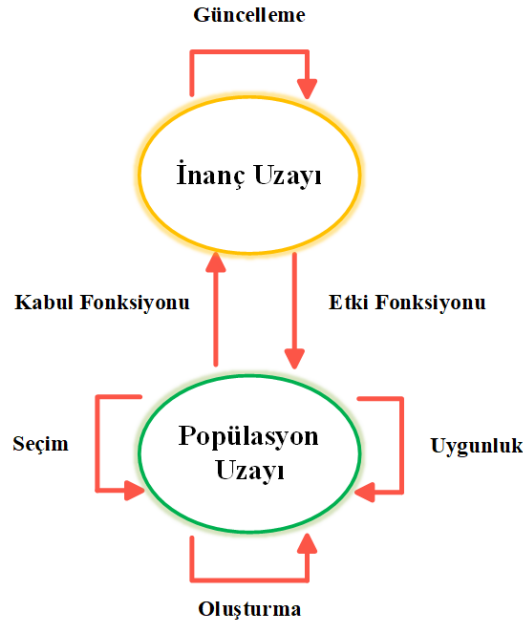 Güncelleme
İnanç Uzayı
Kabul Fonksiyonu
Etki Fonksiyonu
Seçim
Popülasyon
Uzayı
Uygunluk
Oluşturma